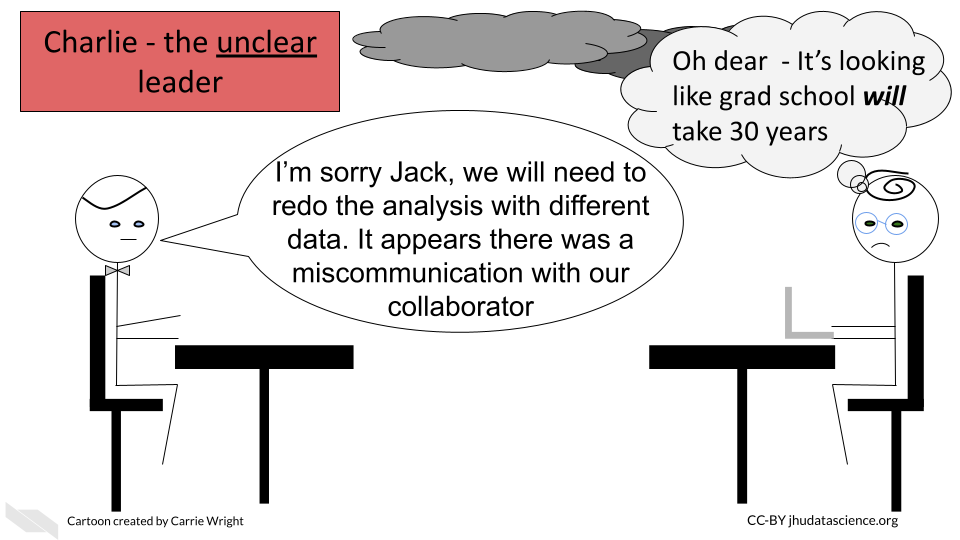 Charlie - the unclear
leader
Oh dear  - It’s looking
like grad school will
take 30 years
I’m sorry Jack, we will need to
redo the analysis with different
data. It appears there was a
miscommunication with our
collaborator
Cartoon created by Carrie Wright
CC-BY jhudatascience.org